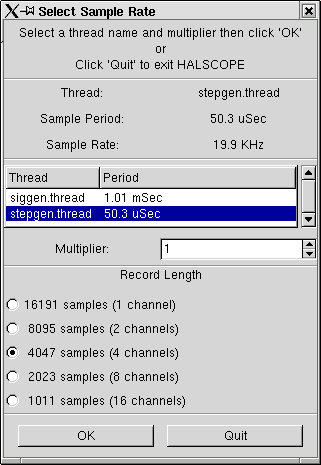 Select Sample Rate
Select a thread name and multiplier then click 'OK'
or
Click 'Quit' to exit HALSCOPE
Thread: stepgen.thread
Sample Period: 50.3 uSec
Sample Rate: 19.9 KHz
Thread Period
siggen.thread 1.01 mSec
stepgen.thread 50.3 uSec
Multiplier: 1
Record Length
16191 samples (1 channel)
8095 samples (2 channels)
4047 samples (4 channels)
2023 samples (8 channels)
1011 samples (16 channels)
OK Quit